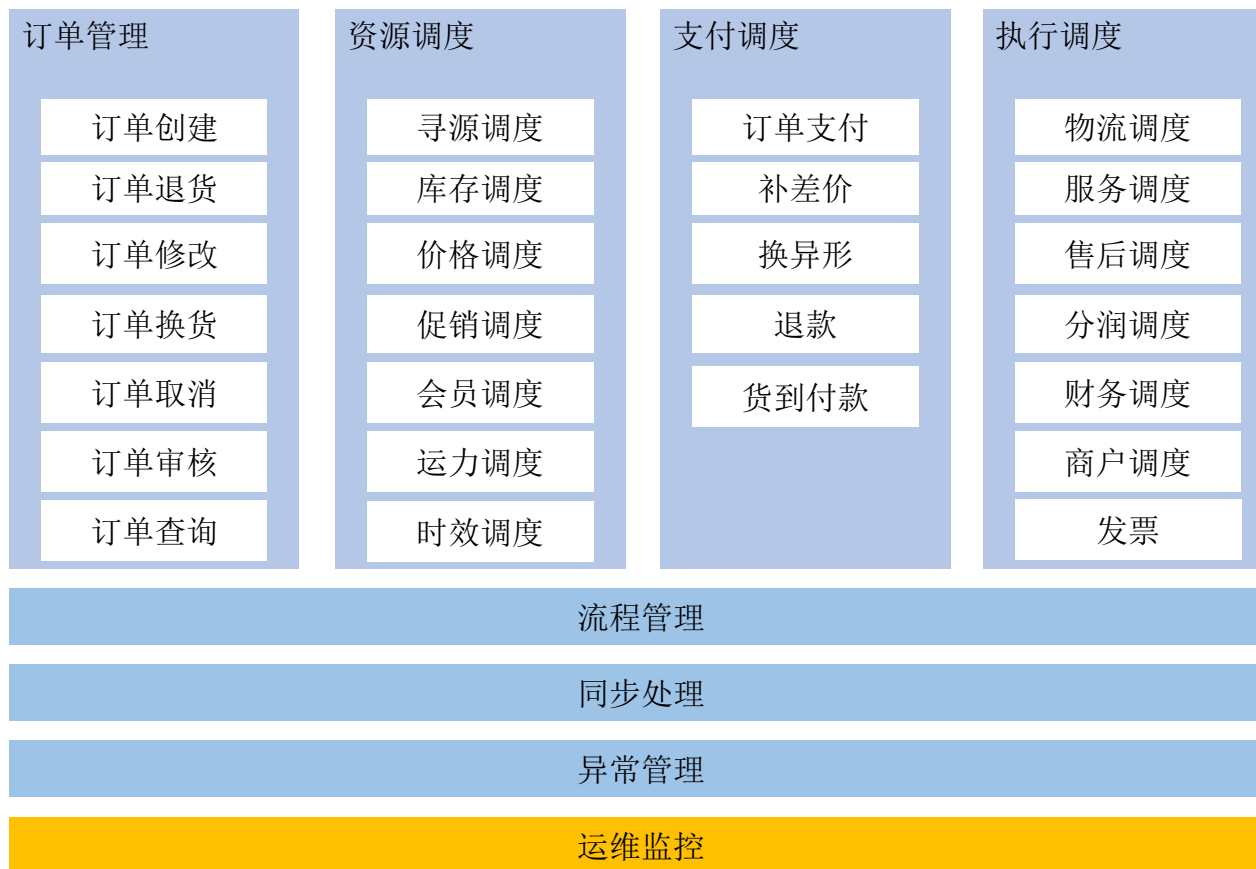 订单管理
订单创建
订单退货
订单修改
订单换货
订单取消
订单审核
订单查询
资源调度
寻源调度
库存调度
价格调度
促销调度
会员调度
运力调度
时效调度
支付调度
订单支付
补差价
换异形
退款
货到付款
执行调度
物流调度
服务调度
售后调度
分润调度
财务调度
商户调度
发票
流程管理
同步处理
异常管理
运维监控